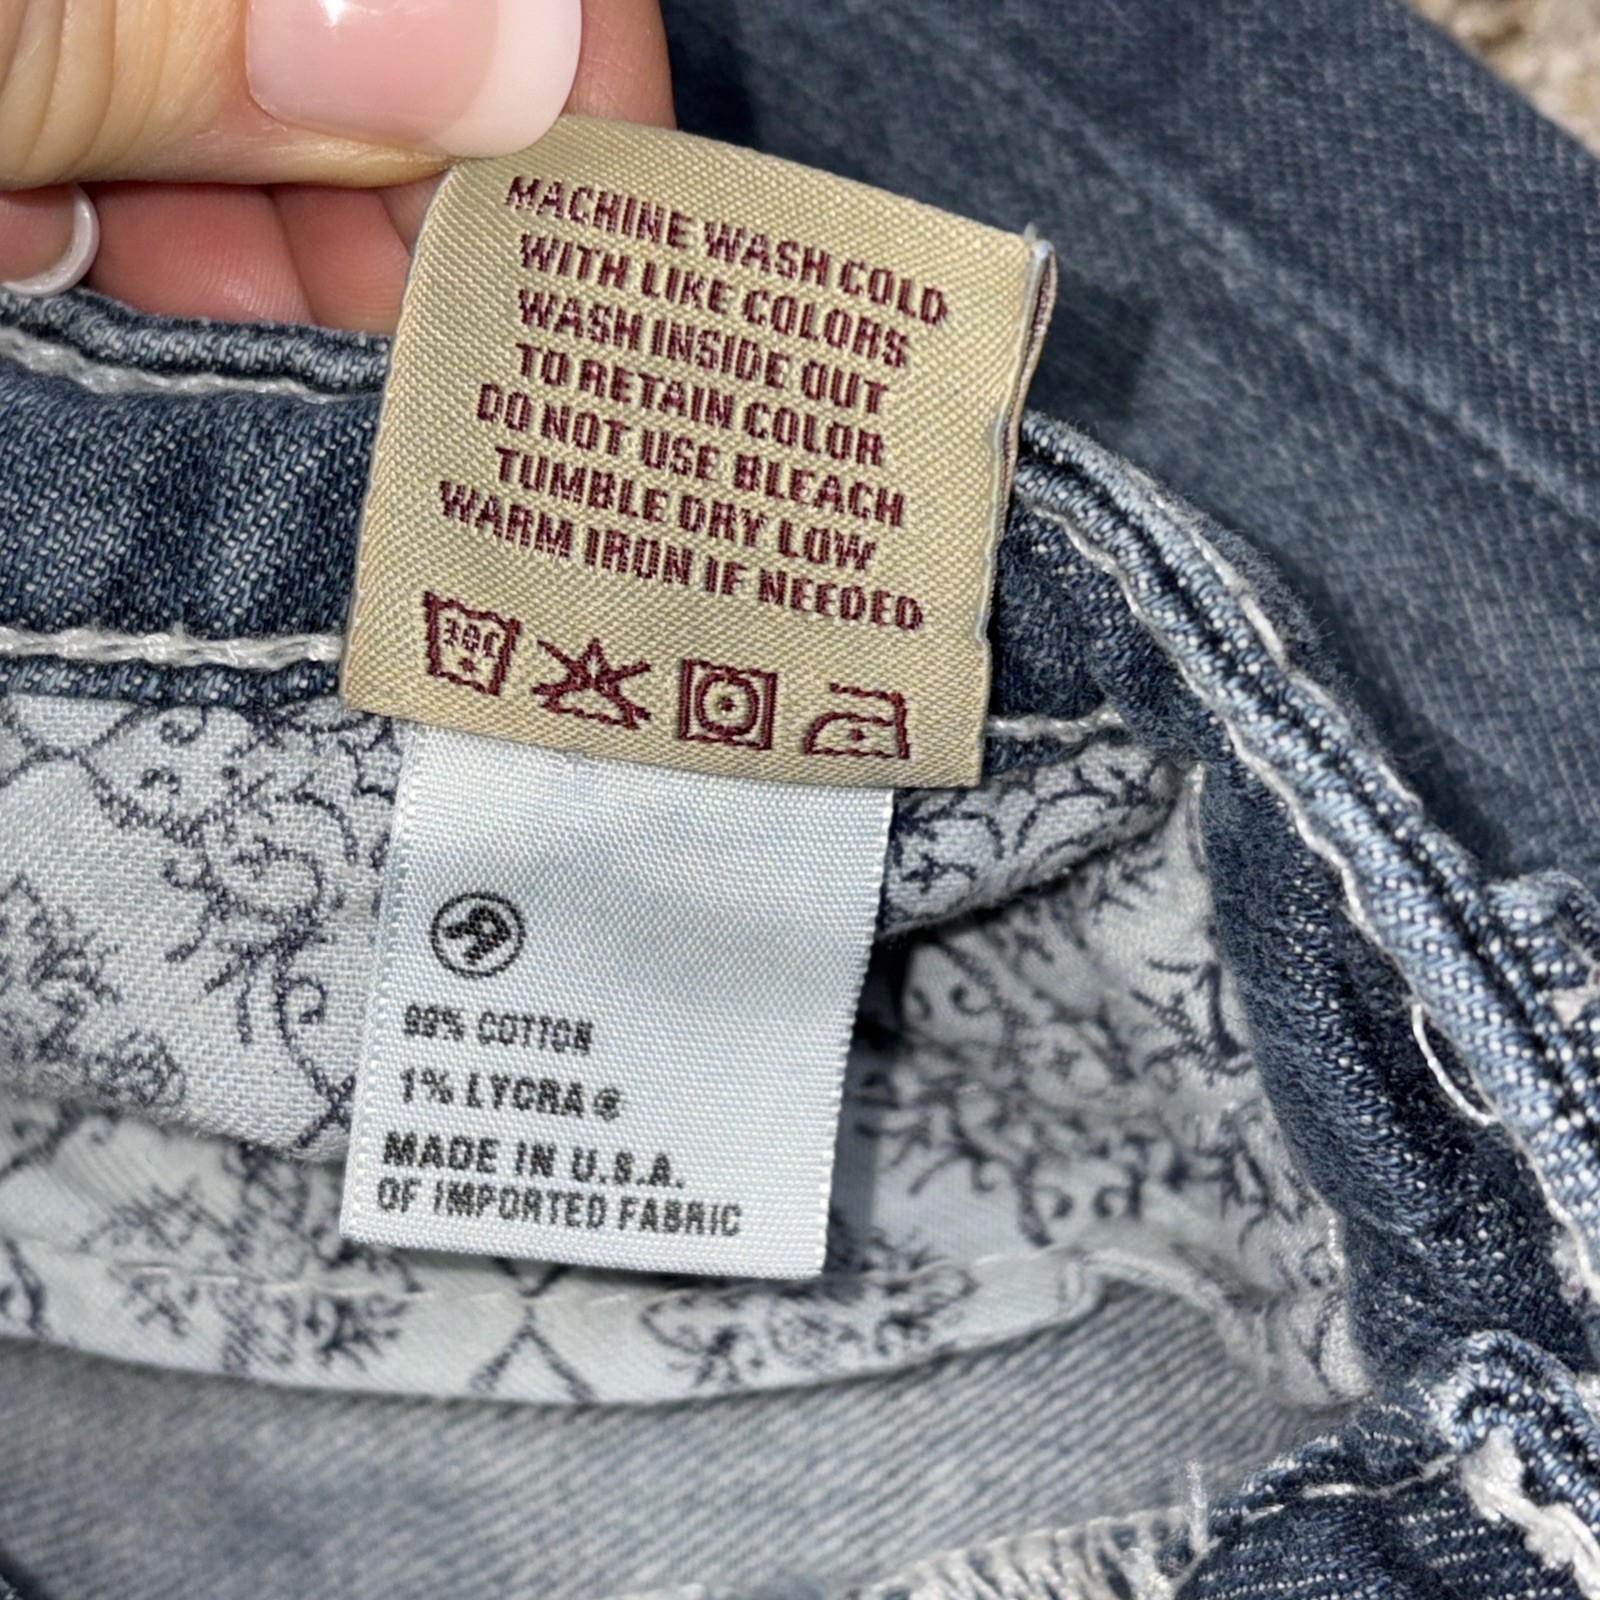 MACHINE WASH COLD
WITH LIKE COLORS
WASH INSIDE OUT
TO RETAIN COLOR
DO NOT USE BLEACH
TUMBLE DRY LOW
WARM IRON IF NEEDED
99% COTTON
1% LYCRA®
MADE IN U.S.A.
OF IMPORTED FABRIC